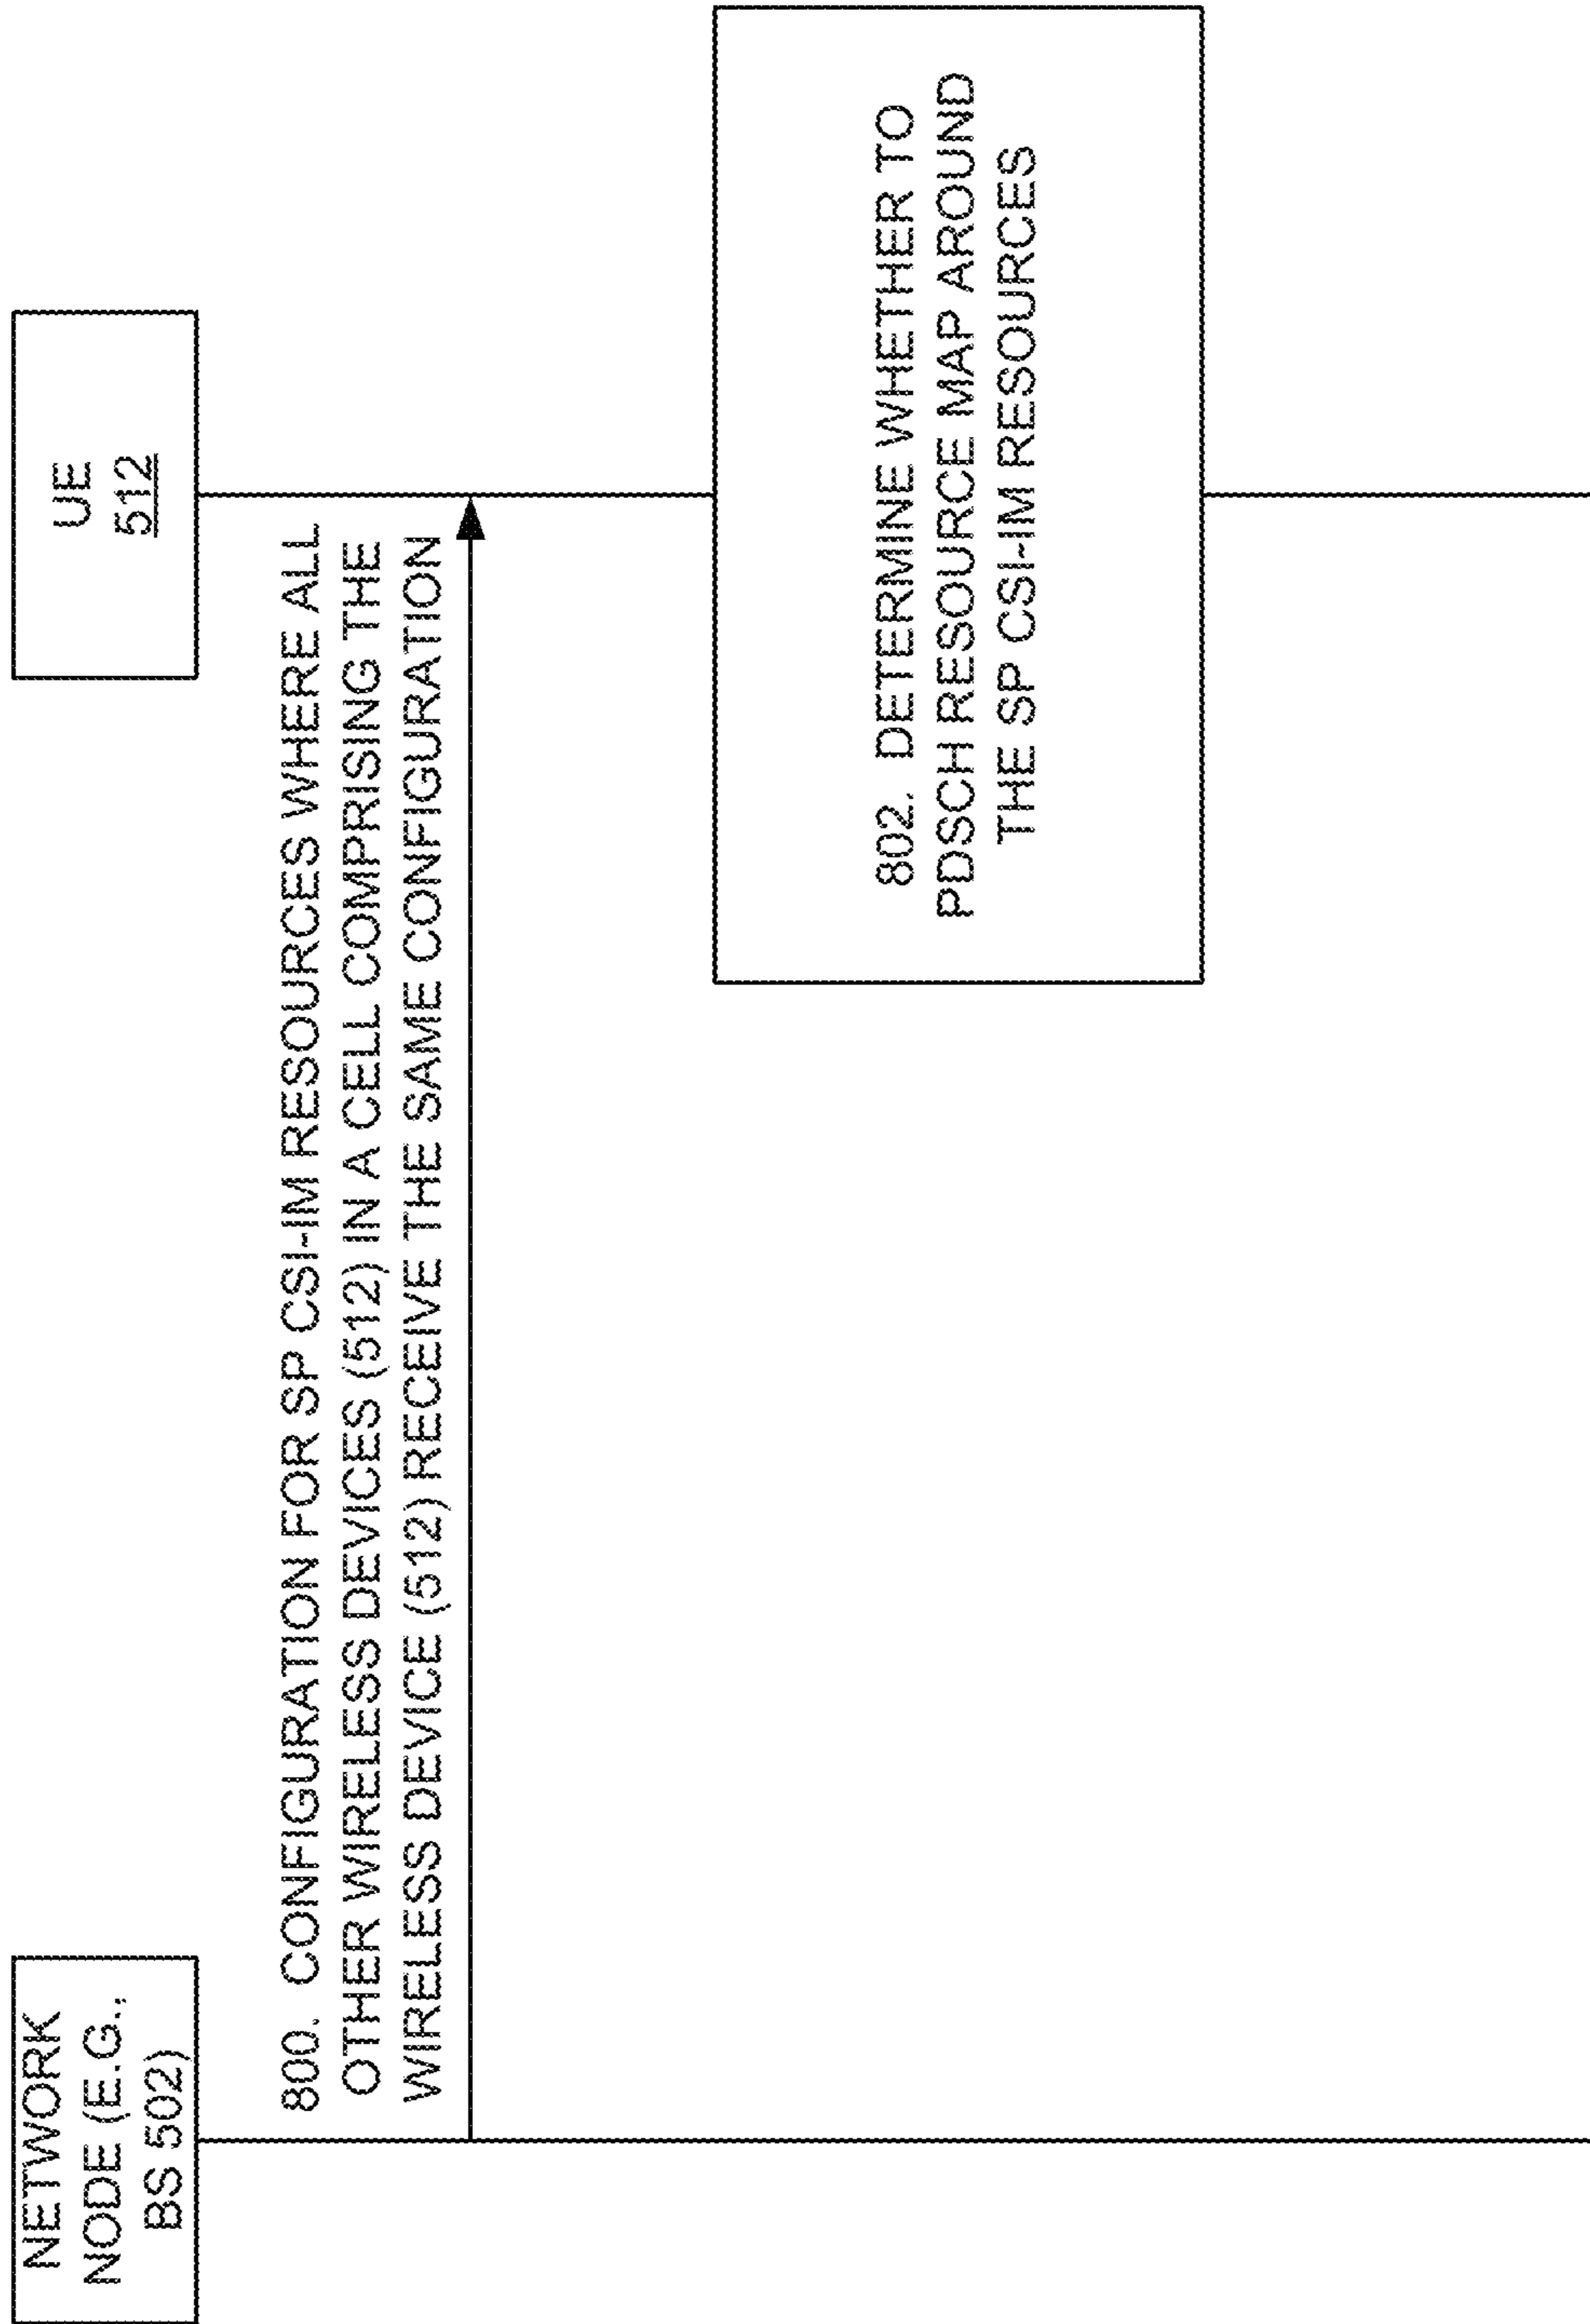 NETWORK
NODE (E.G.,
BS 502)
UE
512
800. CONFIGURATION FOR SP CSI-IM RESOURCES WHERE ALL
OTHER WIRELESS DEVICES (512) IN A CELL COMPRISING THE
WIRELESS DEVICE (512) RECEIVE THE SAME CONFIGURATION
802. DETERMINE WHETHER TO
PDSCH RESOURCE MAP AROUND
THE SP CSI-IM RESOURCES